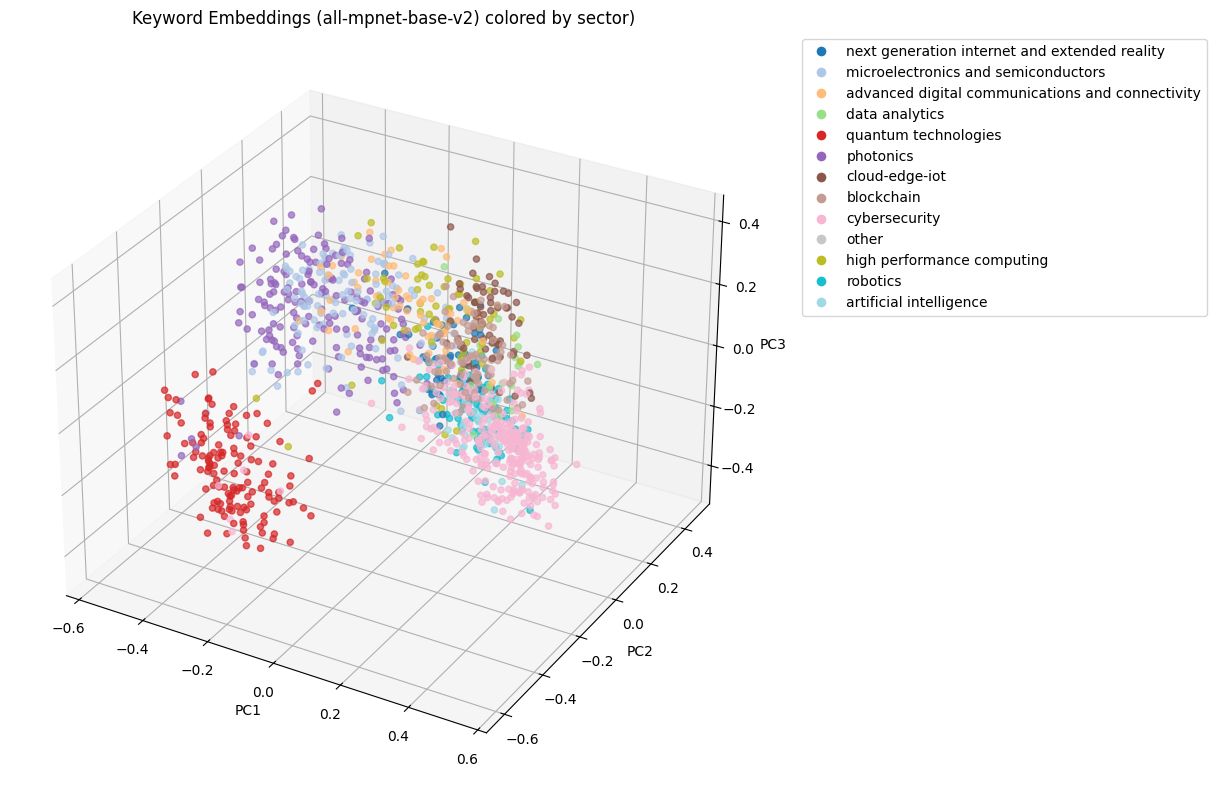 Keyword Embeddings (all-mpnet-base-v2) colored by sector)
next generation internet and extended reality
microelectronics and semiconductors
advanced digital communications and connectivity
data analytics
quantum technologies
photonics
cloud-edge-iot
blockchain
cybersecurity
other
high performance computing
robotics
artificial intelligence
0.4
0.2
0.0
−0.2
−0.4
PC3
0.4
0.2
0.0
−0.2
−0.4
−0.6
PC2
−0.6
−0.4
−0.2
0.0
0.2
0.4
0.6
PC1